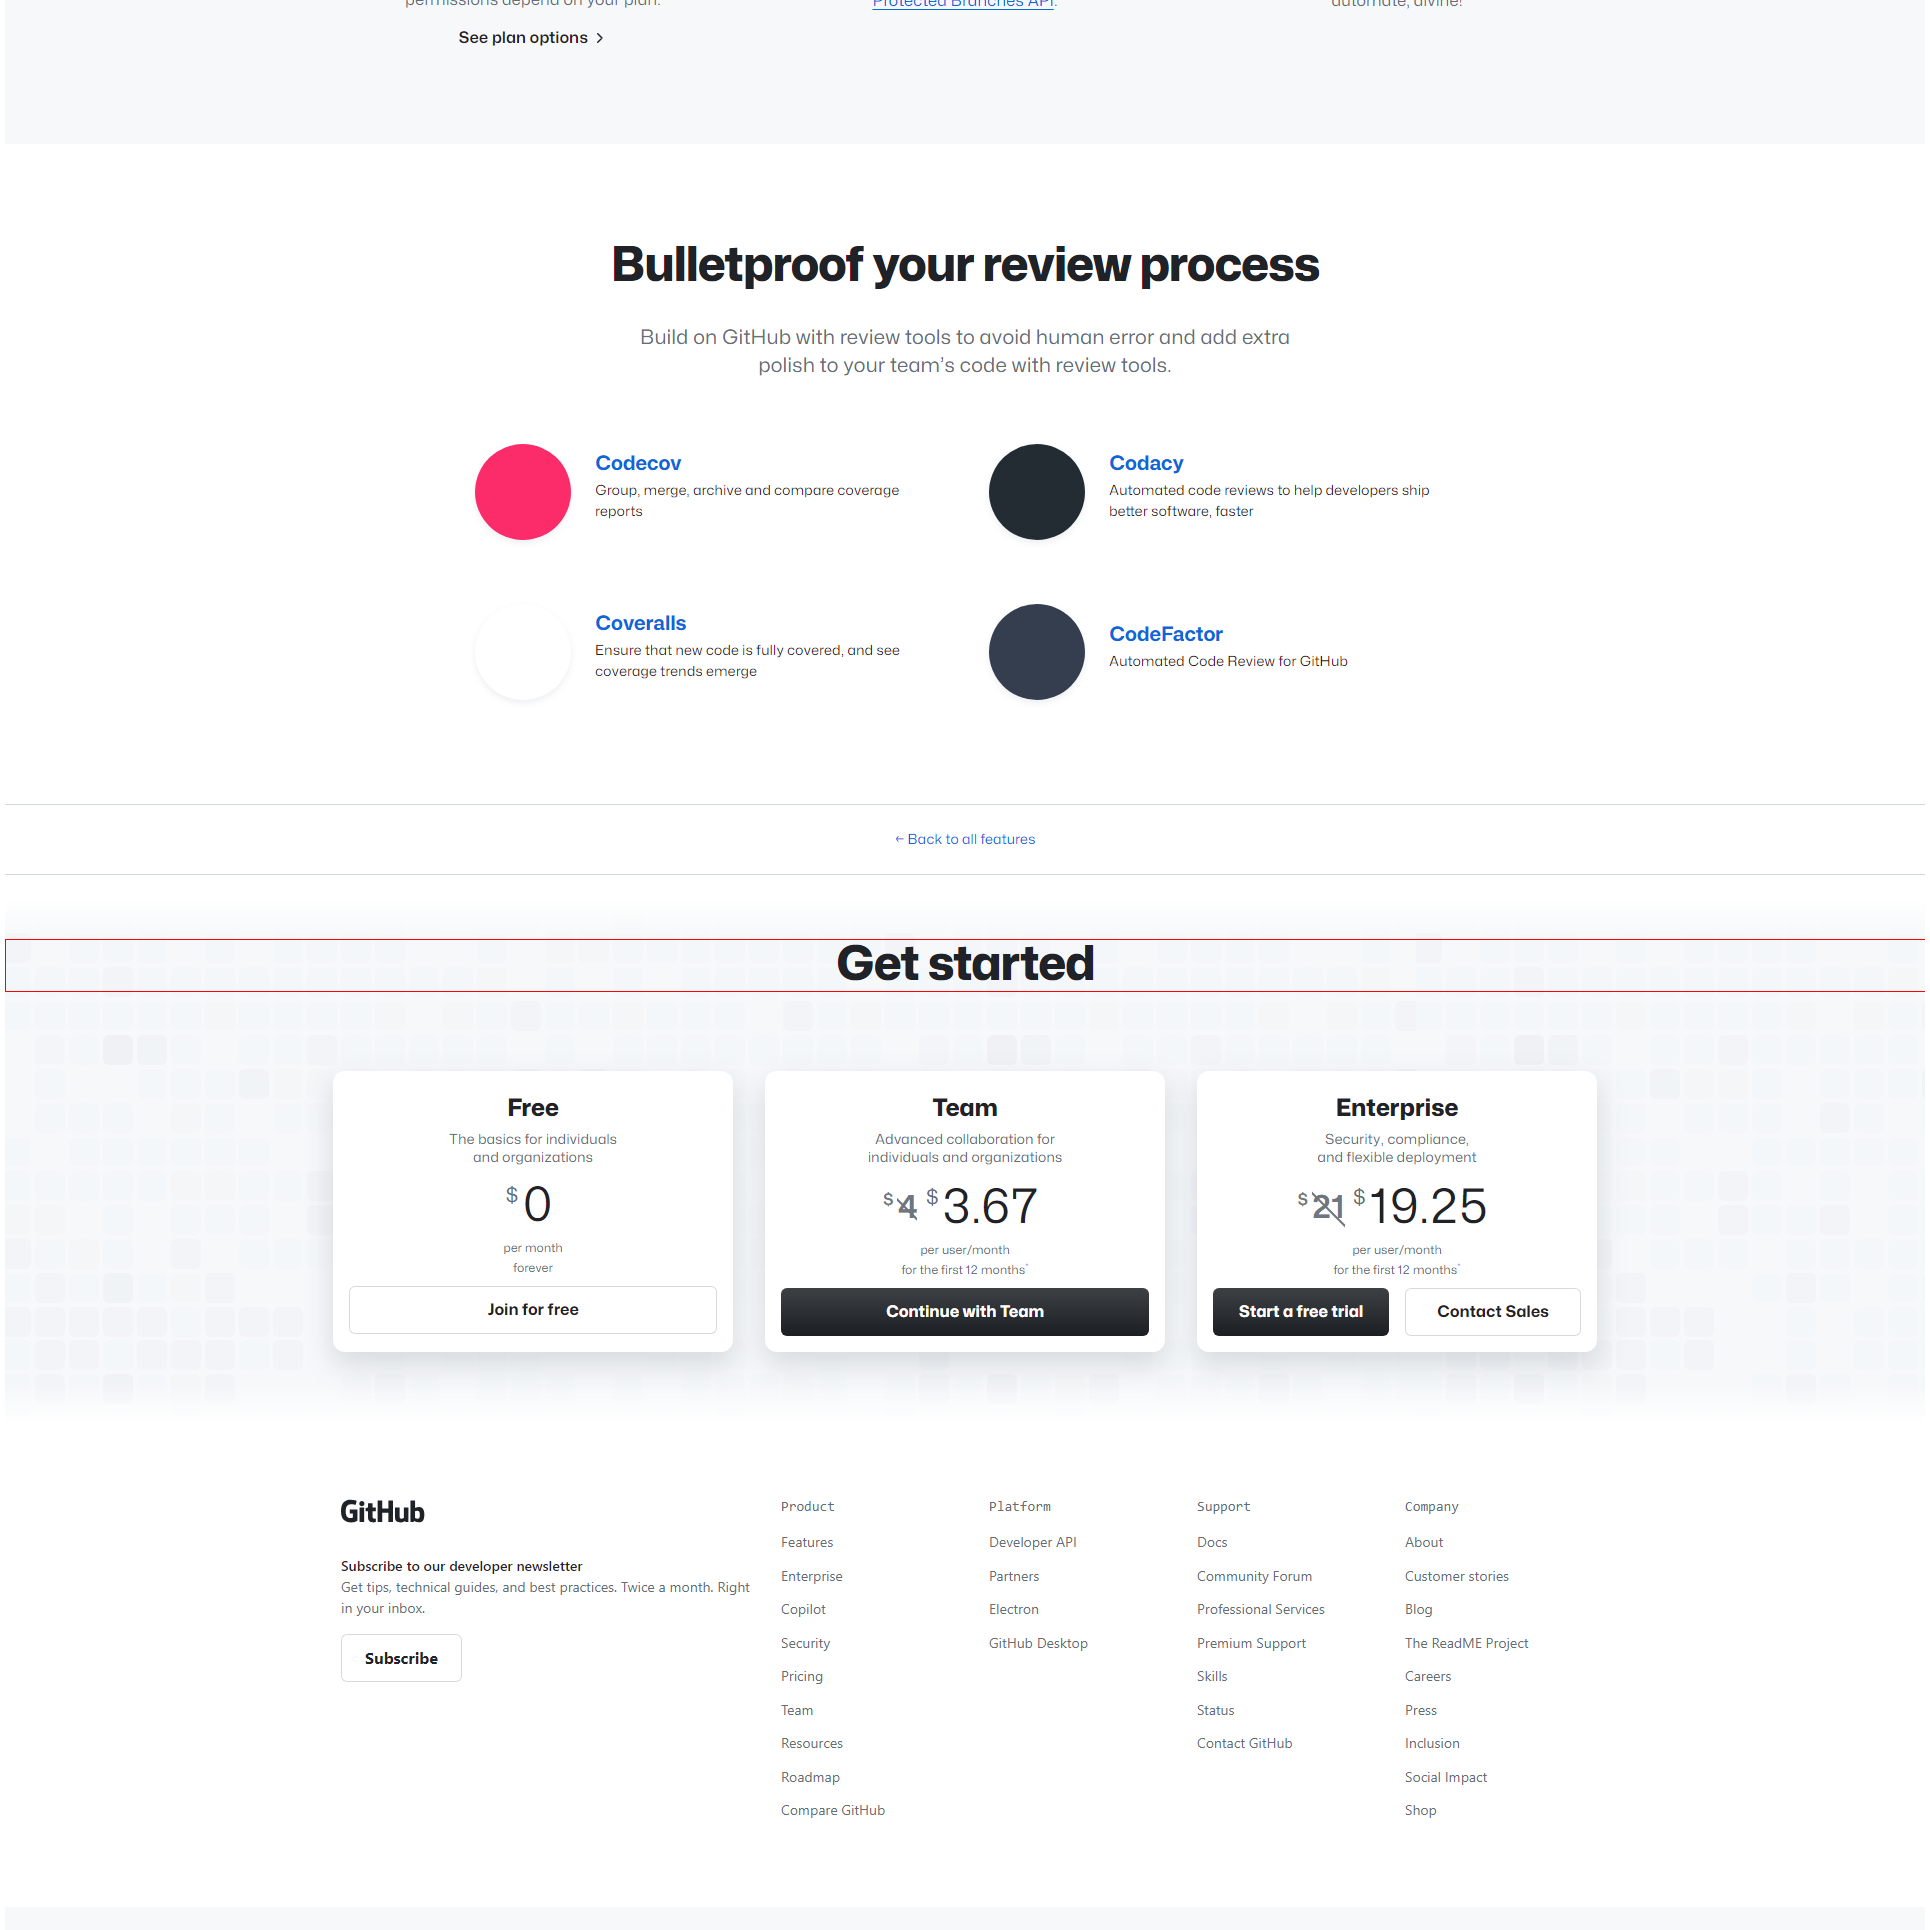 permissions depend on your plan.
Protected Branches API.
automate, divine!
See plan options
Bulletproof your review process
Build on GitHub with review tools to avoid human error and add extra
polish to your team’s code with review tools.
Codecov
Group, merge, archive and compare coverage
reports
Codacy
Automated code reviews to help developers ship
better software, faster
Coveralls
Ensure that new code is fully covered, and see
coverage trends emerge
CodeFactor
Automated Code Review for GitHub
← Back to all features
Get started
Free
The basics for individuals
and organizations
$0
per month
forever
Join for free
Team
Advanced collaboration for
individuals and organizations
$4 $3.67
per user/month
for the first 12 months*
Continue with Team
Enterprise
Security, compliance,
and flexible deployment
$21 $19.25
per user/month
for the first 12 months*
Start a free trial
Contact Sales
GitHub
Subscribe to our developer newsletter
Get tips, technical guides, and best practices. Twice a month. Right
in your inbox.
Subscribe
Product
Features
Enterprise
Copilot
Security
Pricing
Team
Resources
Roadmap
Compare GitHub
Platform
Developer API
Partners
Electron
GitHub Desktop
Support
Docs
Community Forum
Professional Services
Premium Support
Skills
Status
Contact GitHub
Company
About
Customer stories
Blog
The ReadME Project
Careers
Press
Inclusion
Social Impact
Shop